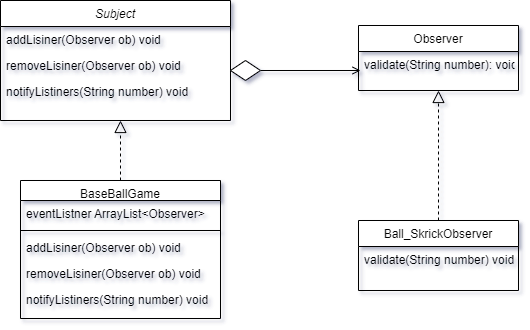 Subject
addLisiner(Observer ob) void
removeLisiner(Observer ob) void
notifyListiners(String number) void
Observer
validate(String number): void
BaseBallGame
eventListner ArrayList<Observer>
addLisiner(Observer ob) void
removeLisiner(Observer ob) void
notifyListiners(String number) void
Ball_SkrickObserver
validate(String number) void